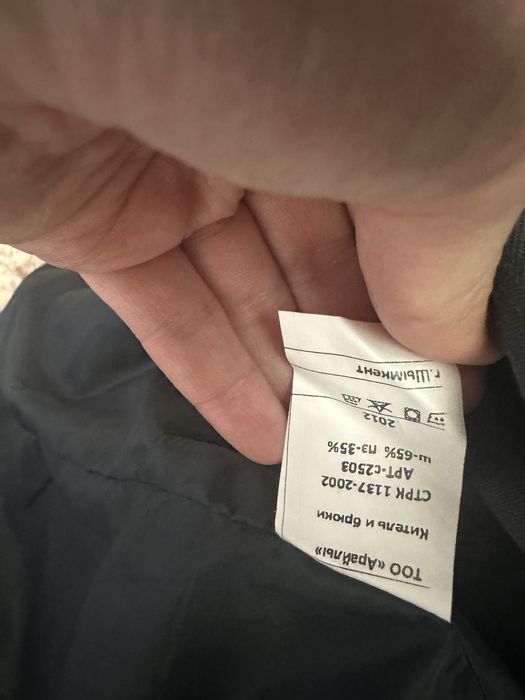 ТОО «Арайлы»
Китель и брюки
СТРК 1137-2002
АРТ-с2503
ш-65% пэ-35%
2012
г.Шымкент